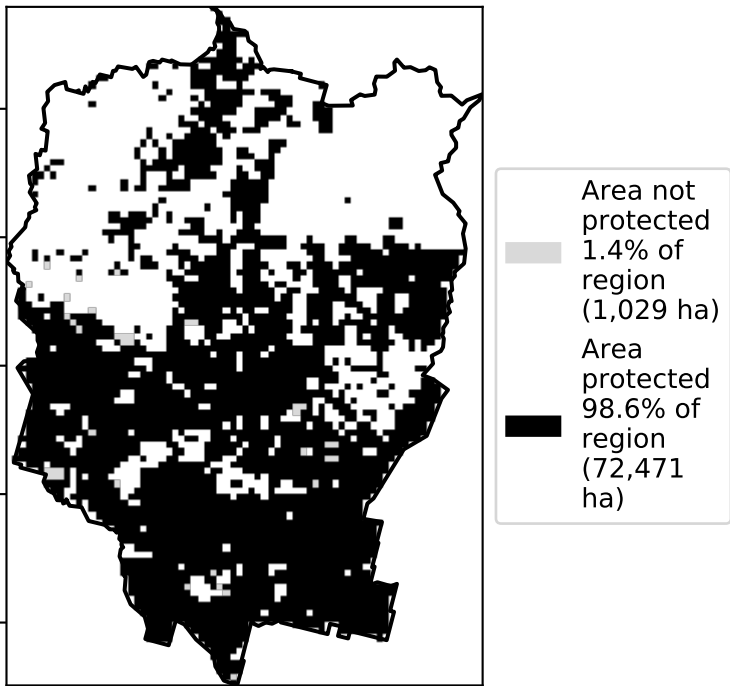 Area not
protected
1.4% of
region
(1,029 ha)
Area
protected
98.6% of
region
(72,471
ha)